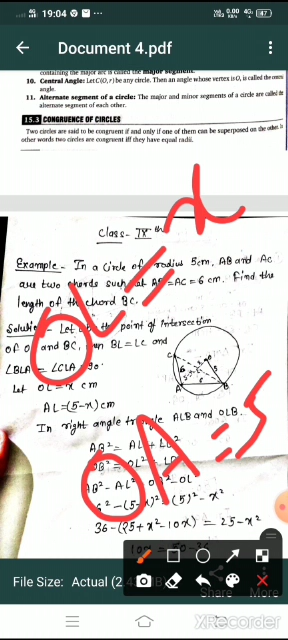 19:04
4G
0.00
47
Document 4.pdf
containing the major arc is called the major segment.
10. Central Angle: Let C(O, r) be any circle. Then an angle whose vertex is O, is called the central
angle.
11. Alternate segment of a circle: The major and minor segments of a circle are called the
alternate segment of each other.
15.3 CONGRUENCE OF CIRCLES
Two circles are said to be congruent if and only if one of them can be superposed on the other. In
other words two circles are congruent iff they have equal radii.
Class - IX th
Example - In a circle of radius 5cm, AB and AC
are two chords such that AB = AC = 6 cm. Find the
length of the chord BC.
OL = x
Solution - Let L be the point of intersection
of O and BC, then BL = LC and
∠BLA = ∠CLA = 90°
Let OL = x cm
AL = (5-x) cm
In right angle triangle ALB and OLB.
AB² = AL² + LB²
OB² = OL² + LB²
AB² - AL² = OB² - OL²
6² - (5-x)² = (5)² - x²
36 - (25 + x² - 10x) = 25 - x²
OA = 5
C
A
B
File Size: Actual
Share
More
XRecorder